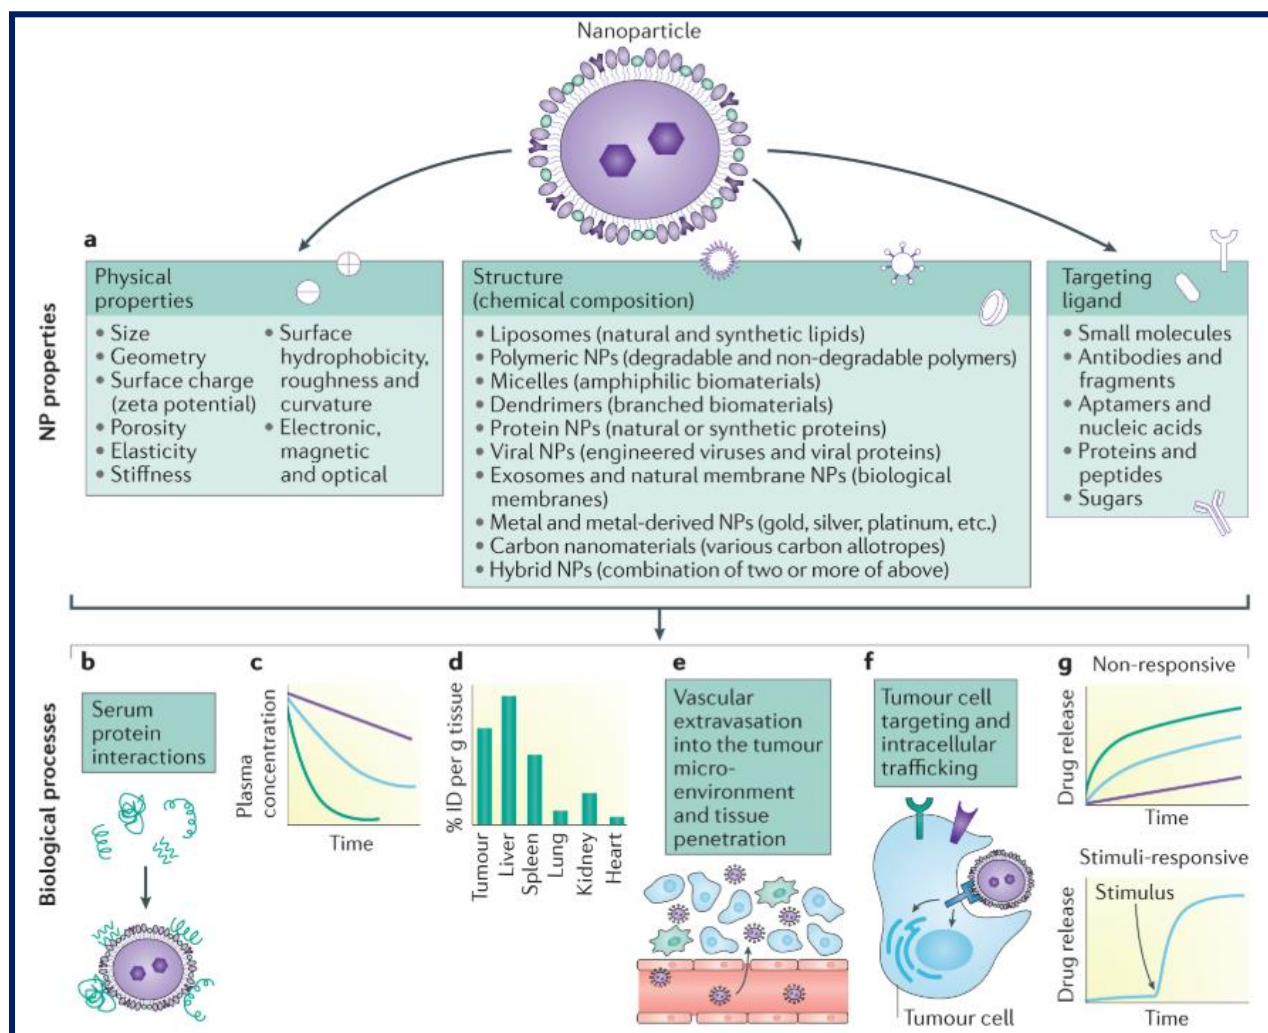 Nanoparticle
a
NP properties
Physical
properties
• Size
• Geometry
• Surface charge
(zeta potential)
• Porosity
• Elasticity
• Stiffness
• Surface
hydrophobicity,
roughness and
curvature
• Electronic,
magnetic
and optical
Structure
(chemical composition)
• Liposomes (natural and synthetic lipids)
• Polymeric NPs (degradable and non-degradable polymers)
• Micelles (amphiphilic biomaterials)
• Dendrimers (branched biomaterials)
• Protein NPs (natural or synthetic proteins)
• Viral NPs (engineered viruses and viral proteins)
• Exosomes and natural membrane NPs (biological
membranes)
• Metal and metal-derived NPs (gold, silver, platinum, etc.)
• Carbon nanomaterials (various carbon allotropes)
• Hybrid NPs (combination of two or more of above)
Targeting
ligand
• Small molecules
• Antibodies and
fragments
• Aptamers and
nucleic acids
• Proteins and
peptides
• Sugars
Biological processes
b
Serum
protein
interactions
c
Plasma
concentration
Time
d
% ID per g tissue
Tumour
Liver
Spleen
Lung
Kidney
Heart
e
Vascular
extravasation
into the tumour
micro-
environment
and tissue
penetration
f
Tumour cell
targeting and
intracellular
trafficking
Tumour cell
g
Non-responsive
Drug release
Time
Stimuli-responsive
Stimulus
Drug release
Time